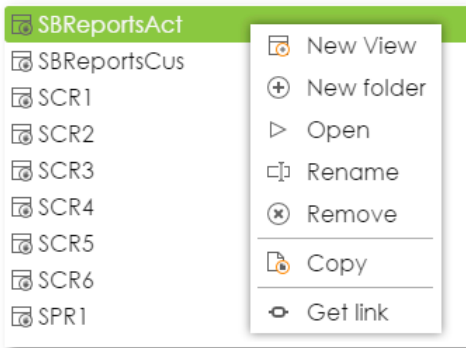 SBReportsAct
SBReportsCus
SCR1
SCR2
SCR3
SCR4
SCR5
SCR6
SPR1
New View
New folder
Open
Rename
Remove
Copy
Get link